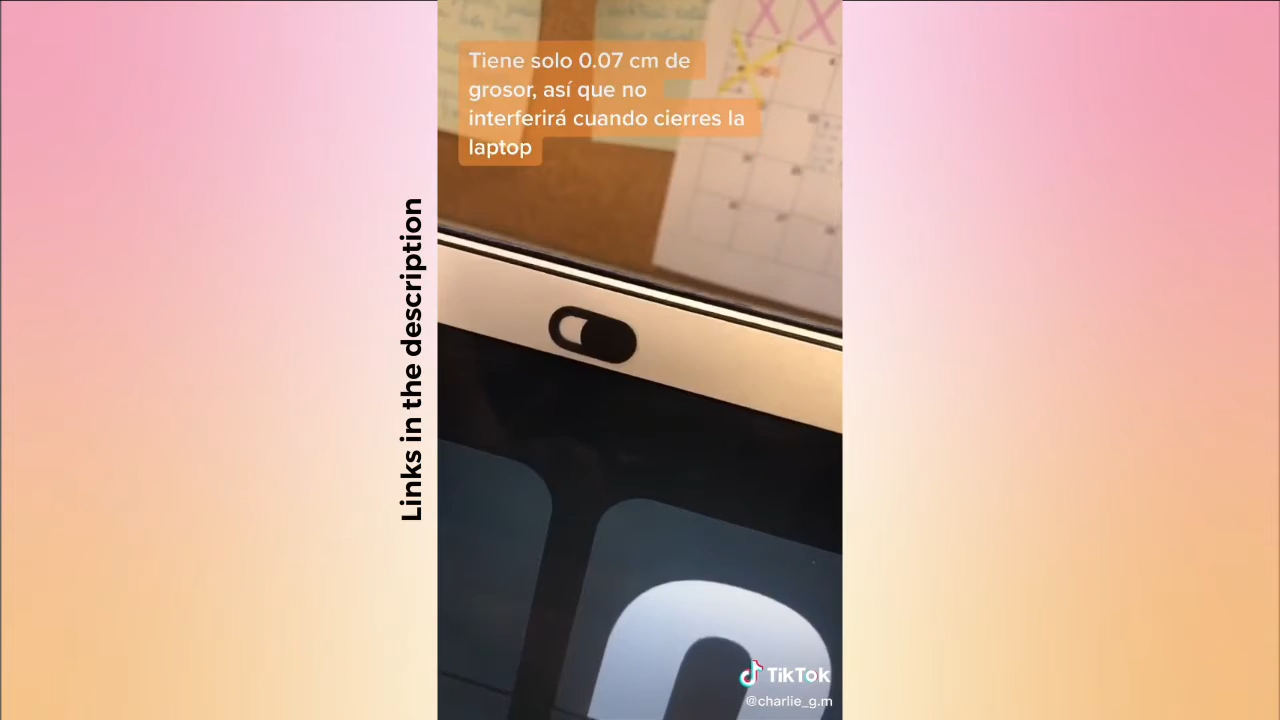 Tiene solo 0.07 cm de
grosor, así que no
interferirá cuando cierres la
laptop
Links in the description
TikTok
@charlie_g.m